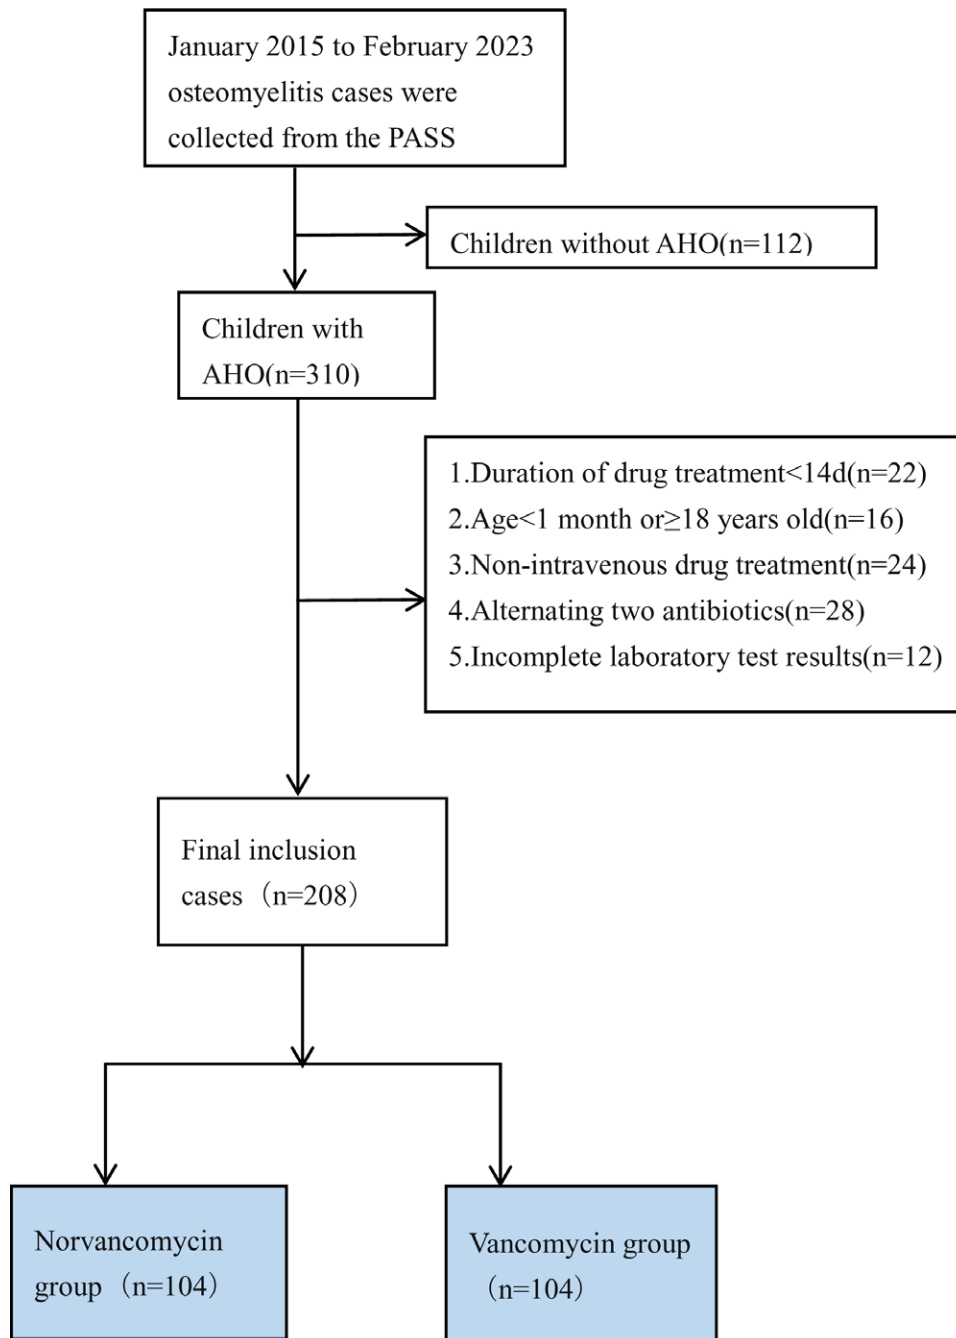 January 2015 to February 2023
osteomyelitis cases were
collected from the PASS
Children without AHO(n=112)
Children with
AHO(n=310)
1.Duration of drug treatment<14d(n=22)
2.Age<1 month or≥18 years old(n=16)
3.Non-intravenous drug treatment(n=24)
4.Alternating two antibiotics(n=28)
5.Incomplete laboratory test results(n=12)
Final inclusion
cases（n=208）
Norvancomycin
group（n=104）
Vancomycin group
（n=104）